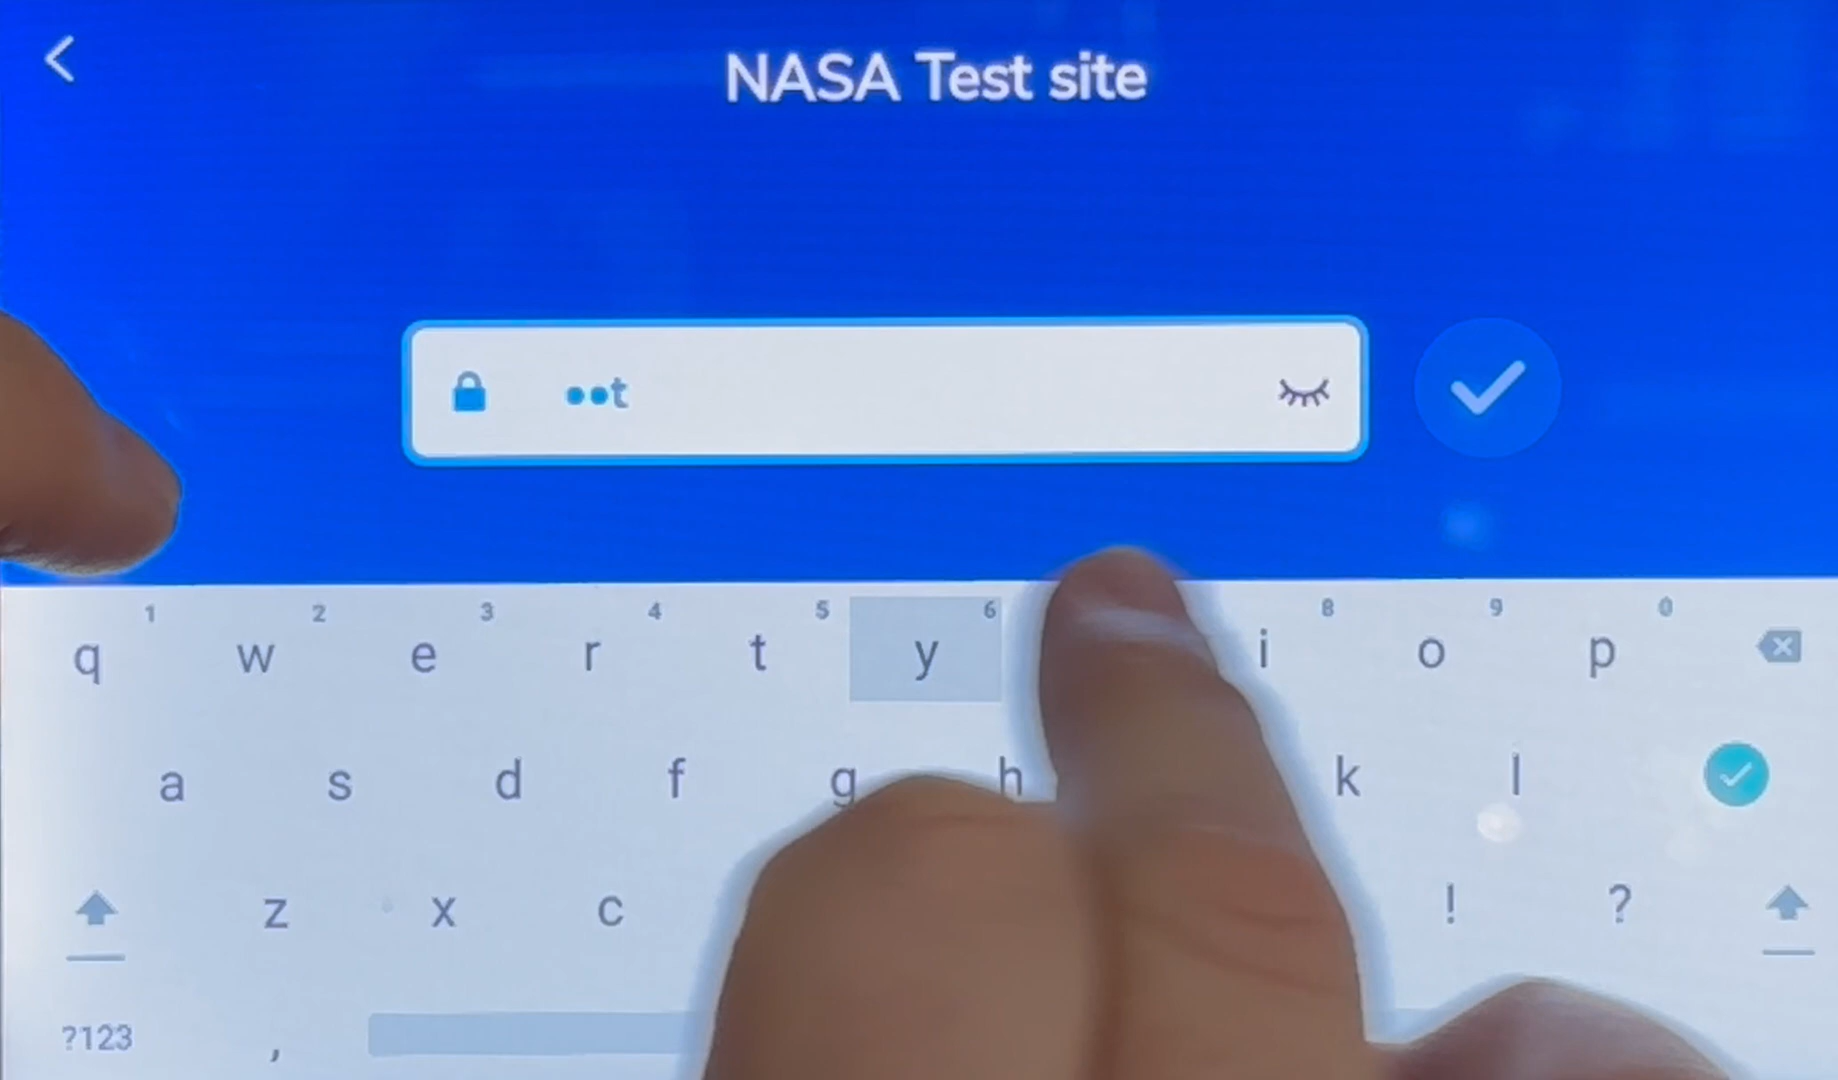 NASA Test site
••t
1 2 3 4 5 6 8 9 0
q w e r t y i o p
a s d f g h k l
z x c ! ?
?123 ,